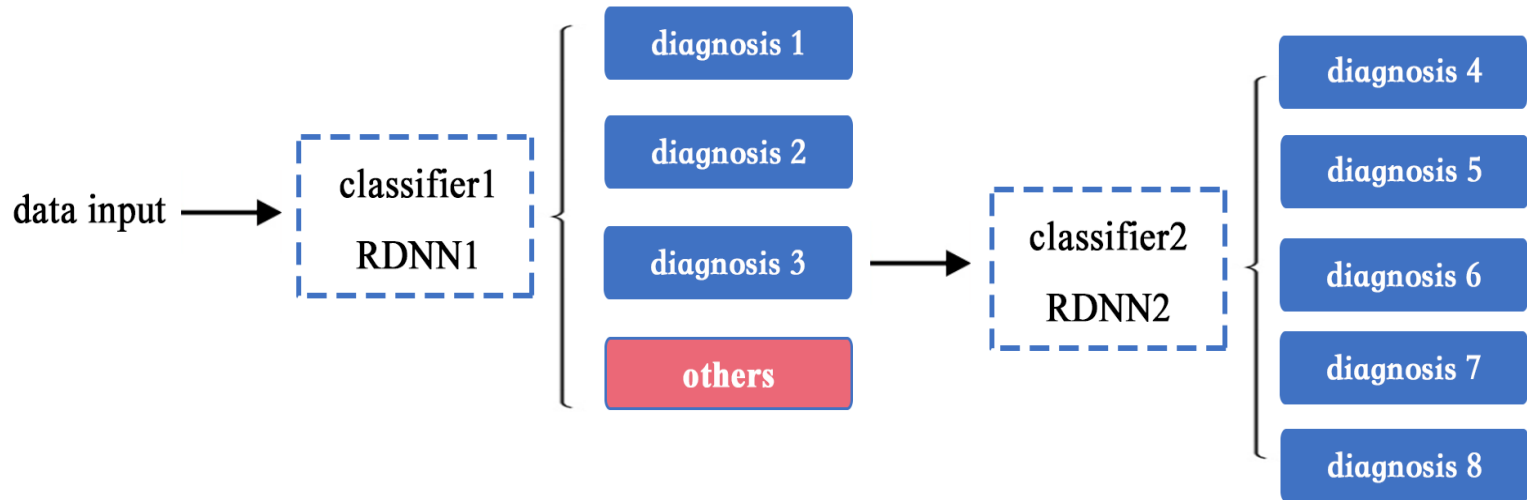 data input
classifier1
RDNN1
diagnosis 1
diagnosis 2
diagnosis 3
others
classifier2
RDNN2
diagnosis 4
diagnosis 5
diagnosis 6
diagnosis 7
diagnosis 8